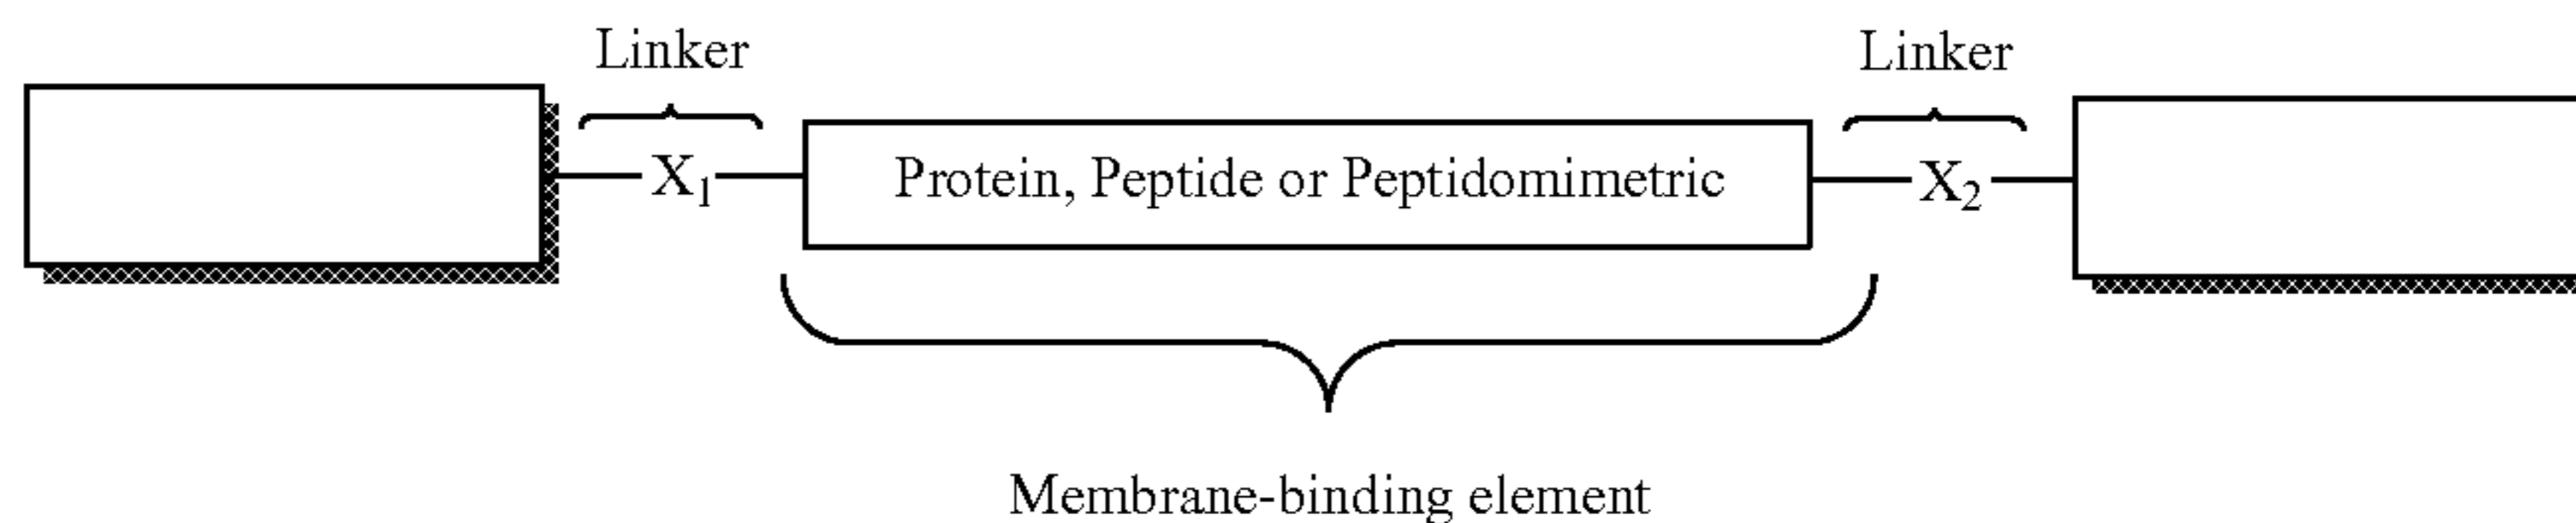 Linker
Linker
X₁
Protein, Peptide or Peptidomimetric
X₂
Membrane-binding element